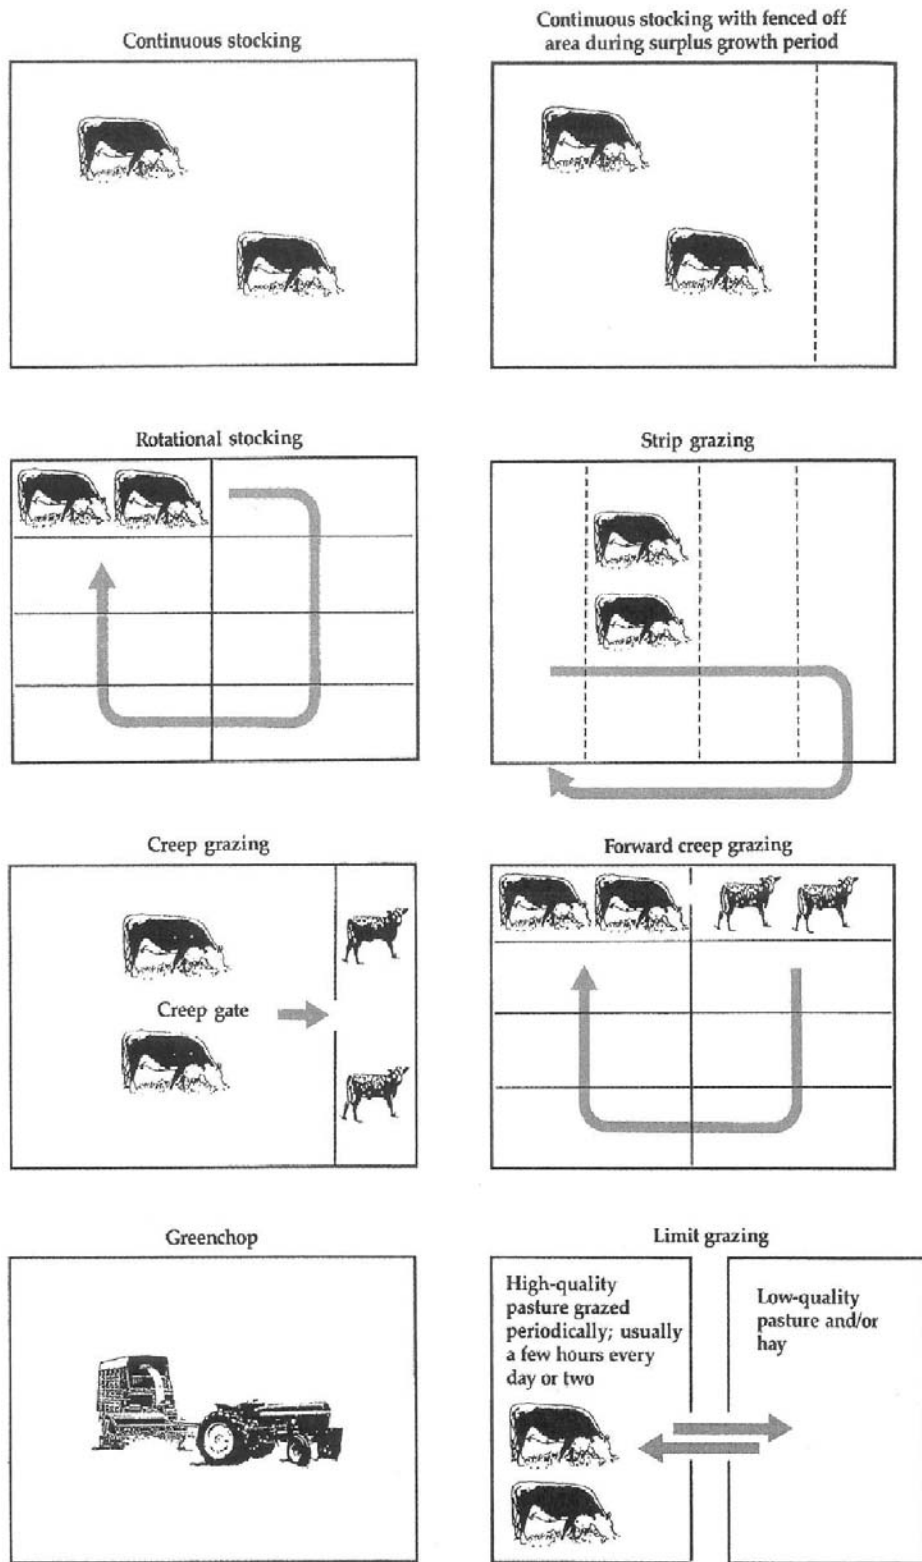 Continuous stocking
Continuous stocking with fenced off
area during surplus growth period
Rotational stocking
Strip grazing
Creep grazing
Creep gate
Forward creep grazing
Greenchop
Limit grazing
High-quality
pasture grazed
periodically; usually
a few hours every
day or two
Low-quality
pasture and/or
hay